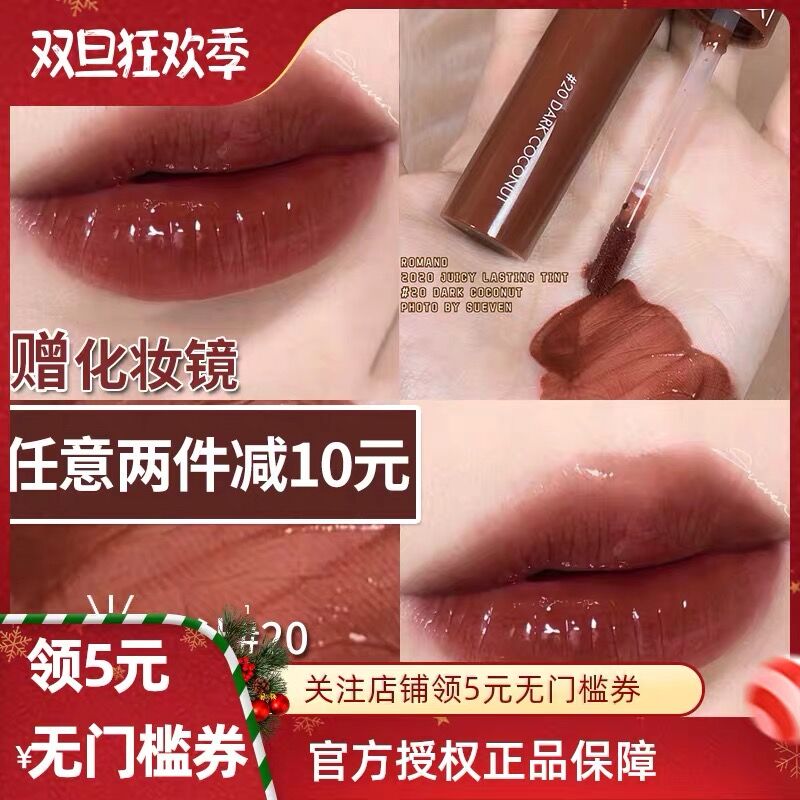 双旦狂欢季
#20 DARK COCONUT
ROMAND
2020 JUICY LASTING TINT
#20 DARK COCONUT
PHOTO BY SUEVEN
赠化妆镜
任意两件减10元
#20
领5元
¥无门槛券
关注店铺领5元无门槛券
官方授权正品保障